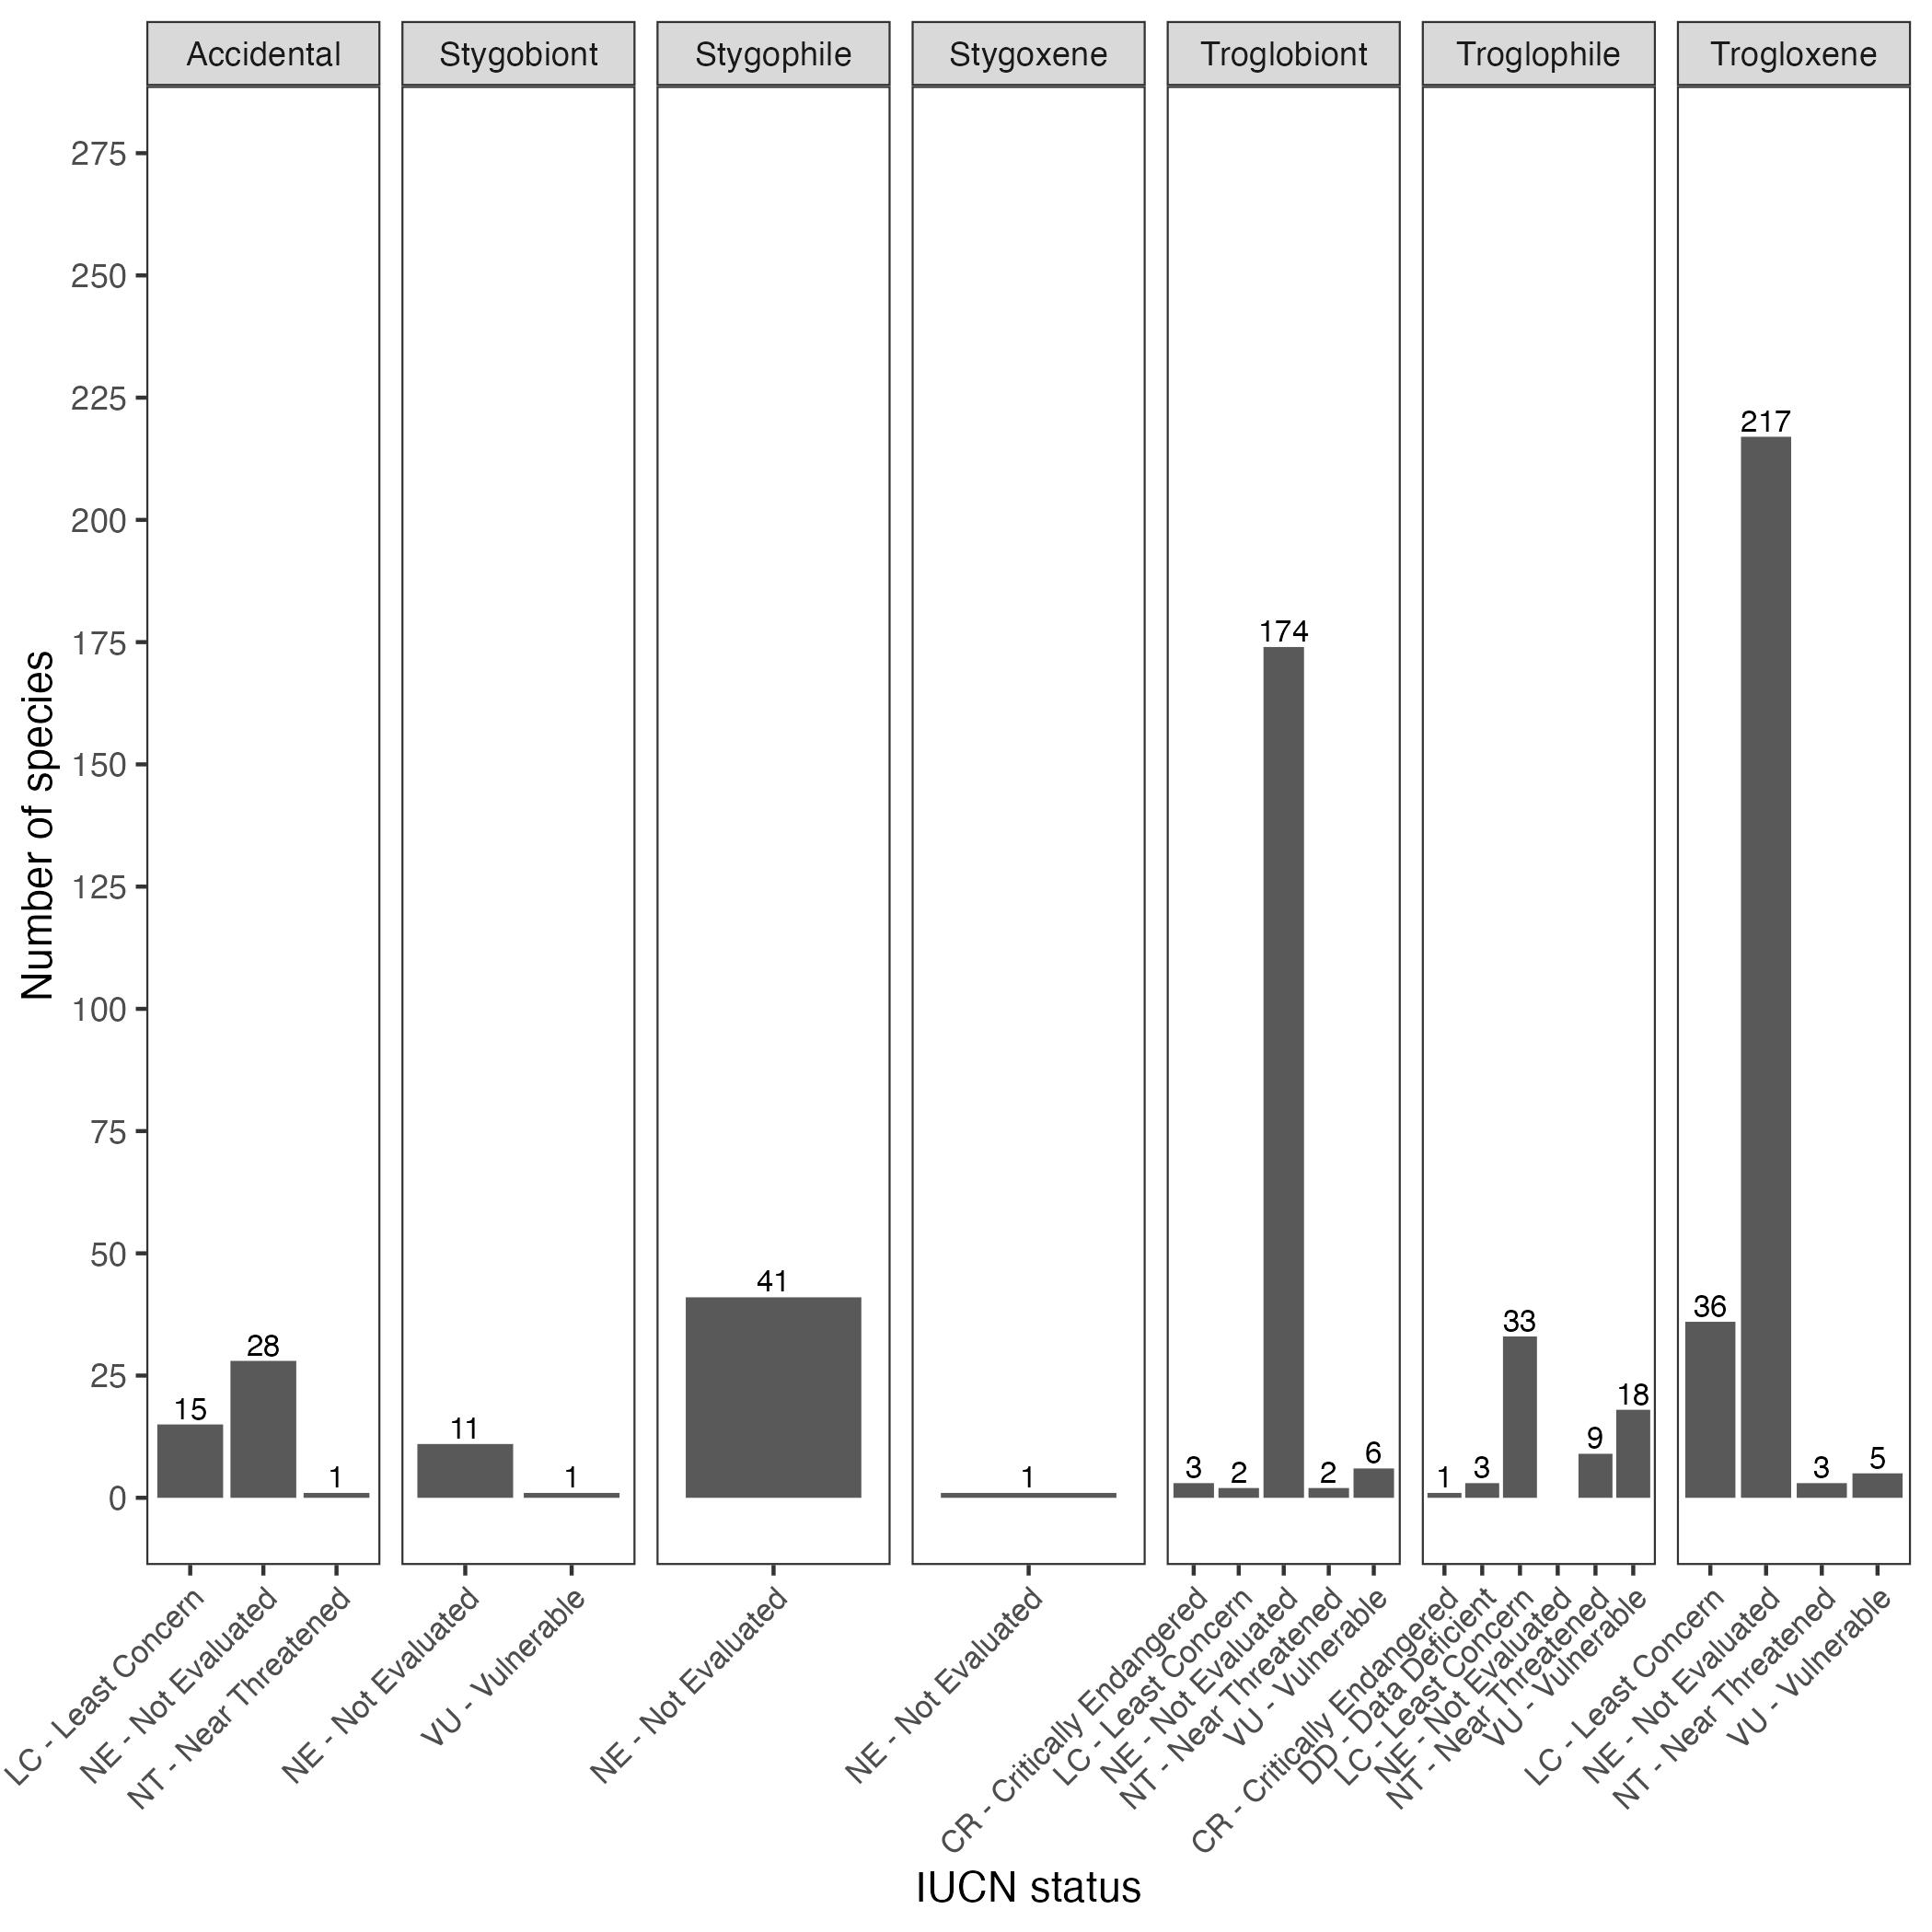 Accidental
Stygobiont
Stygophile
Stygoxene
Troglobiont
Troglophile
Trogloxene
Number of species
275
250
225
200
175
150
125
100
75
50
25
0
15
28
1
11
1
41
1
3
2
174
2
6
1
3
33
9
18
36
217
3
5
LC - Least Concern
NE - Not Evaluated
NT - Near Threatened
NE - Not Evaluated
VU - Vulnerable
NE - Not Evaluated
NE - Not Evaluated
CR - Critically Endangered
LC - Least Concern
NE - Not Evaluated
NT - Near Threatened
VU - Vulnerable
CR - Critically Endangered
DD - Data Deficient
LC - Least Concern
NE - Not Evaluated
NT - Near Threatened
VU - Vulnerable
LC - Least Concern
NE - Not Evaluated
NT - Near Threatened
VU - Vulnerable
IUCN status